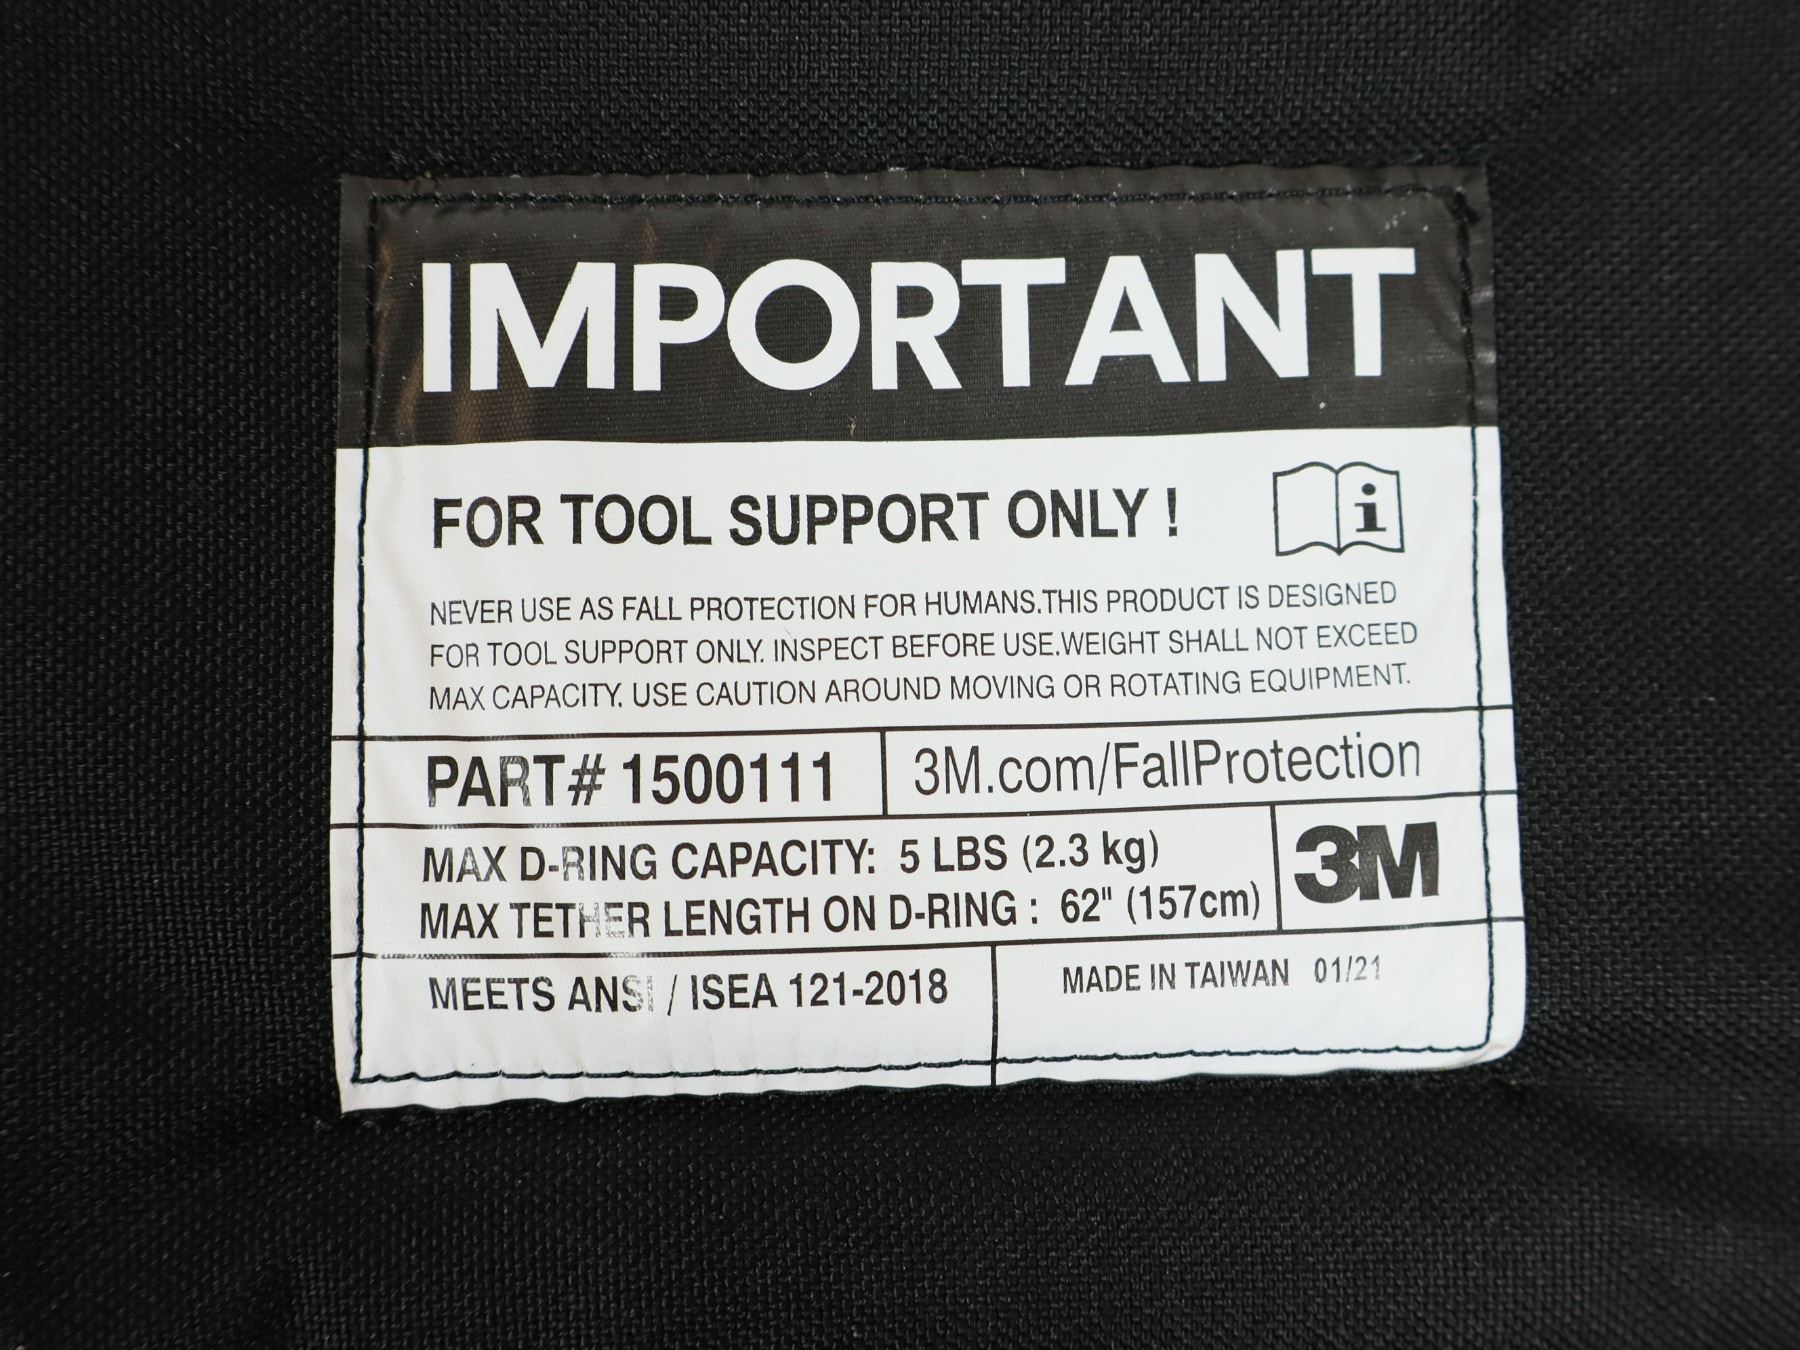 IMPORTANT
FOR TOOL SUPPORT ONLY !
NEVER USE AS FALL PROTECTION FOR HUMANS.THIS PRODUCT IS DESIGNED
FOR TOOL SUPPORT ONLY. INSPECT BEFORE USE.WEIGHT SHALL NOT EXCEED
MAX CAPACITY. USE CAUTION AROUND MOVING OR ROTATING EQUIPMENT.
PART# 1500111
3M.com/FallProtection
MAX D-RING CAPACITY: 5 LBS (2.3 kg)
MAX TETHER LENGTH ON D-RING : 62" (157cm)
3M
MEETS ANSI / ISEA 121-2018
MADE IN TAIWAN 01/21